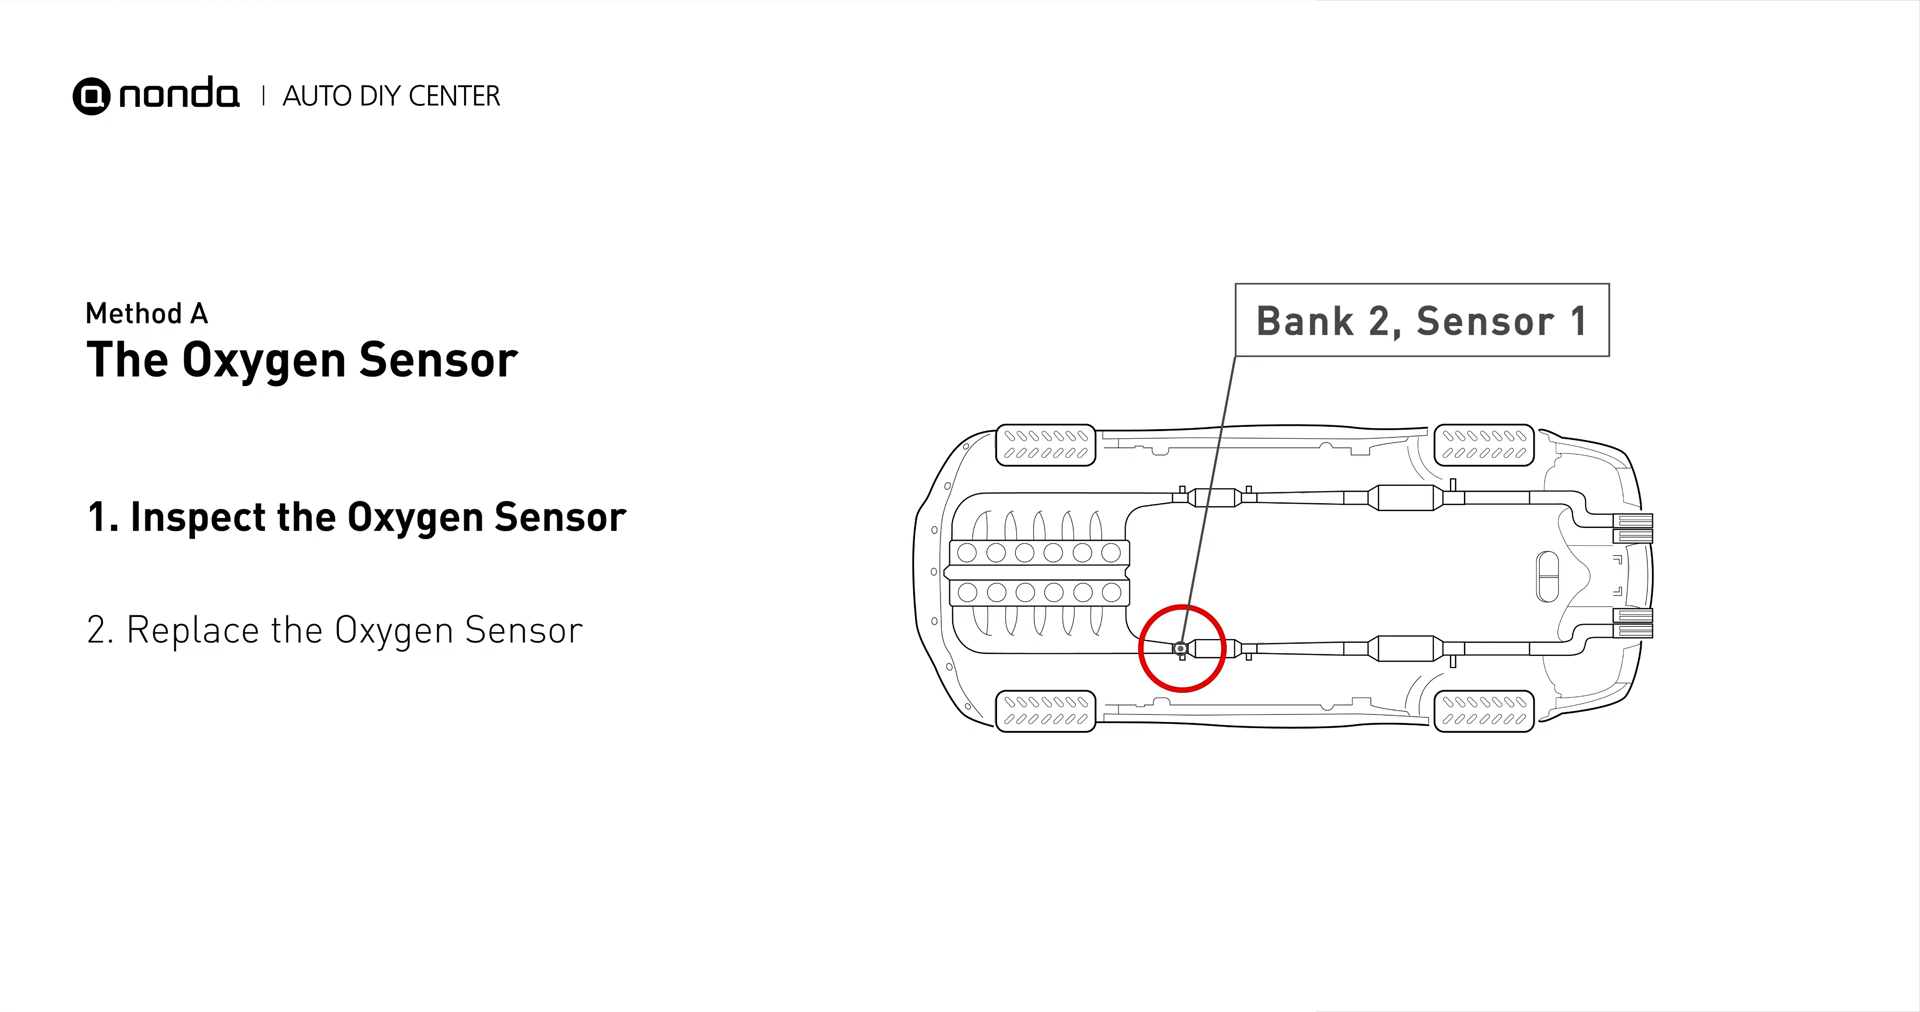 nonda | AUTO DIY CENTER
Method A
The Oxygen Sensor
1. Inspect the Oxygen Sensor
2. Replace the Oxygen Sensor
Bank 2, Sensor 1